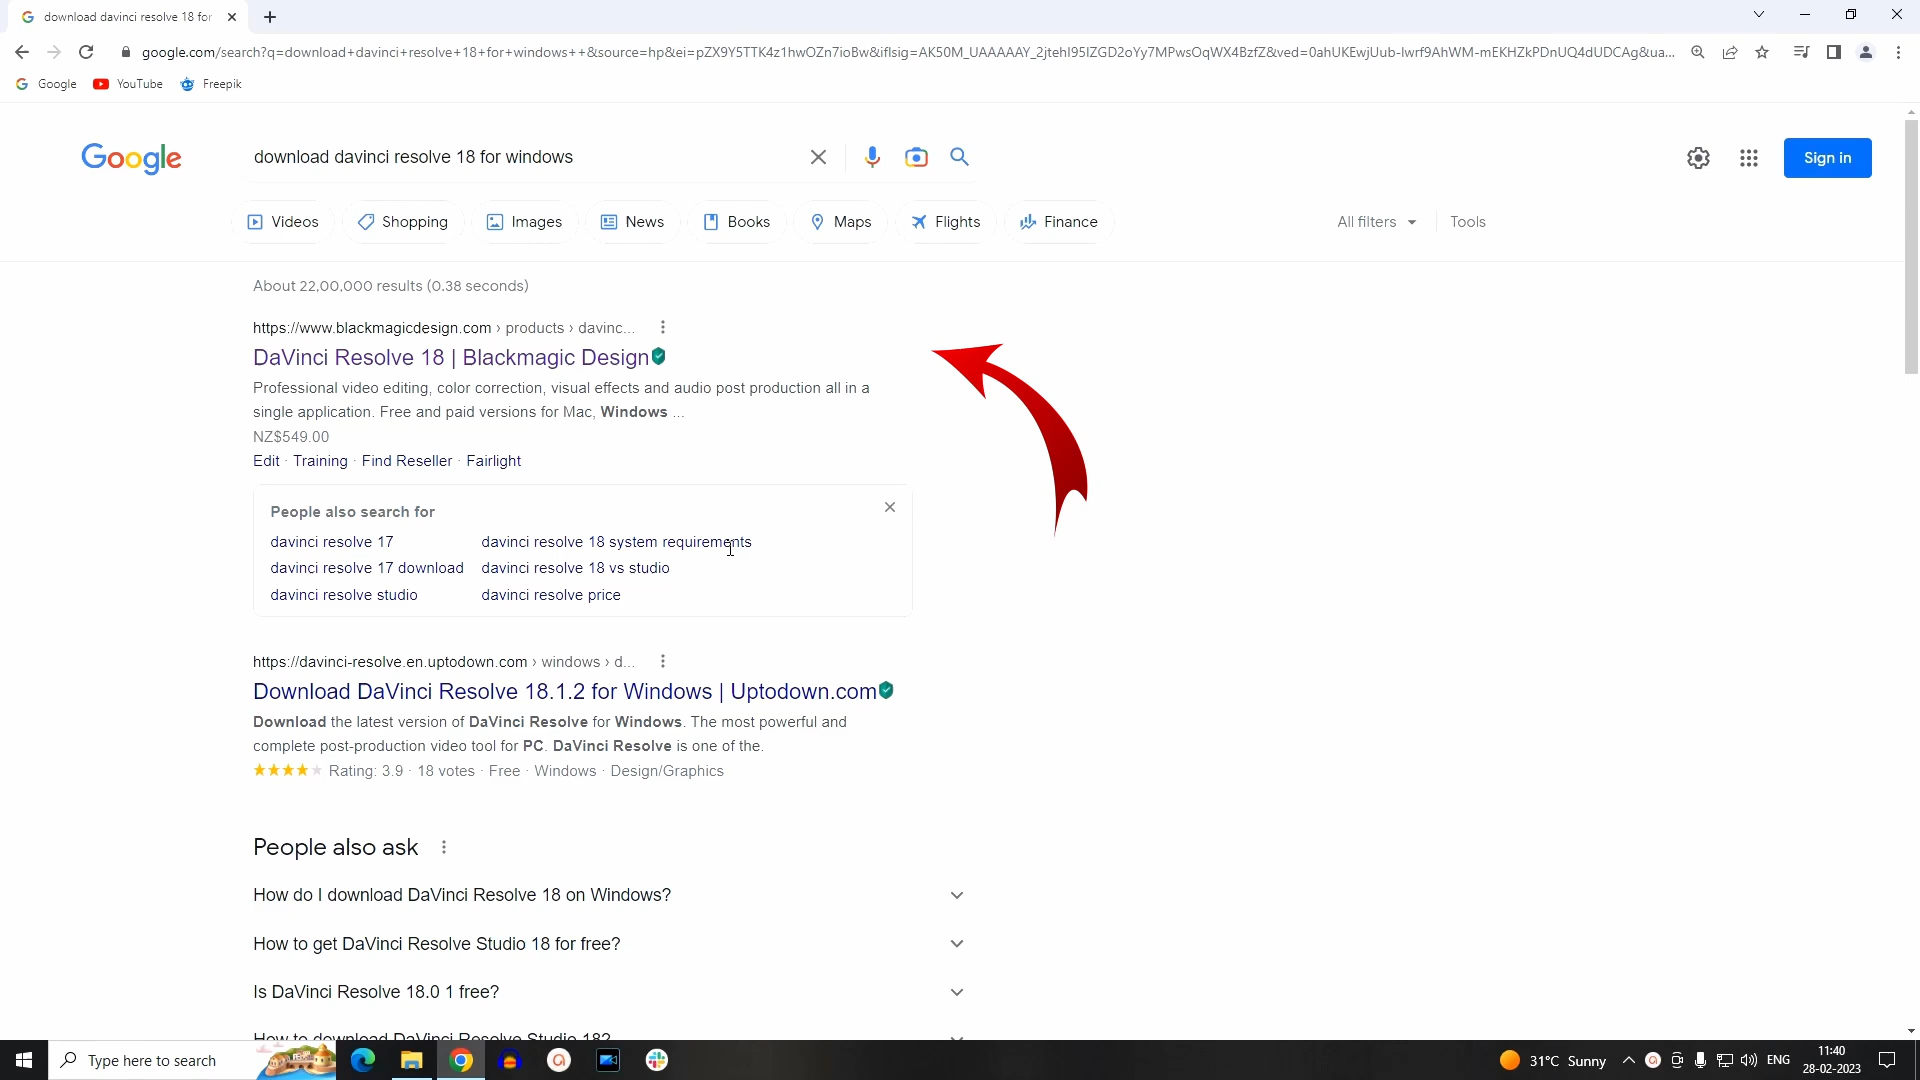 download davinci resolve 18 for
google.com/search?q=download+davinci+resolve+18+for+windows++&source=hp&ei=pZX9Y5TTK4z1hwOZn7ioBw&iflsig=AK50M_UAAAAAY_2jtehI95IZGD2oYy7MPwsOqWX4BzfZ&ved=0ahUKEwjUub-Iwrf9AhWM-mEKHZkPDnUQ4dUDCAg&ua...
Google YouTube Freepik
Google
download davinci resolve 18 for windows
Sign in
Videos Shopping Images News Books Maps Flights Finance All filters Tools
About 22,00,000 results (0.38 seconds)
https://www.blackmagicdesign.com › products › davinc...
DaVinci Resolve 18 | Blackmagic Design
Professional video editing, color correction, visual effects and audio post production all in a
single application. Free and paid versions for Mac, Windows ...
NZ$549.00
Edit · Training · Find Reseller · Fairlight
People also search for
davinci resolve 17 davinci resolve 18 system requirements
davinci resolve 17 download davinci resolve 18 vs studio
davinci resolve studio davinci resolve price
https://davinci-resolve.en.uptodown.com › windows › d...
Download DaVinci Resolve 18.1.2 for Windows | Uptodown.com
Download the latest version of DaVinci Resolve for Windows. The most powerful and
complete post-production video tool for PC. DaVinci Resolve is one of the.
Rating: 3.9 · 18 votes · Free · Windows · Design/Graphics
People also ask
How do I download DaVinci Resolve 18 on Windows?
How to get DaVinci Resolve Studio 18 for free?
Is DaVinci Resolve 18.0 1 free?
How to download DaVinci Resolve Studio 18?
Type here to search
31°C Sunny
ENG
11:40
28-02-2023